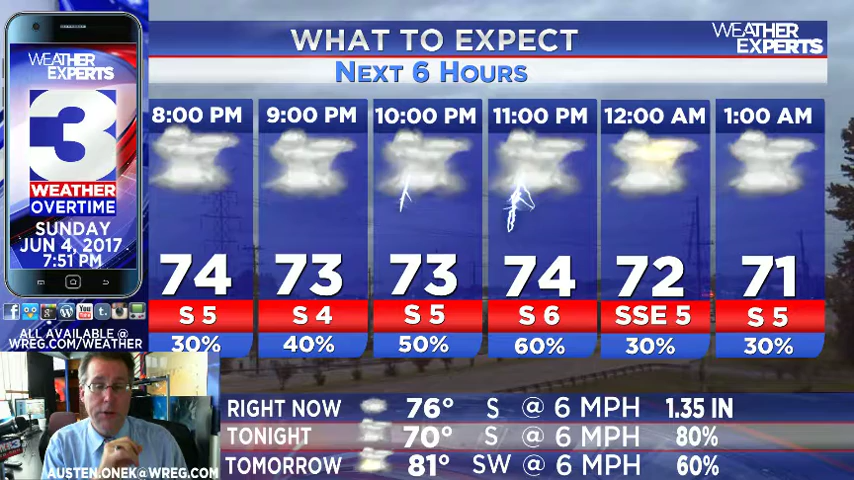 WEATHER
EXPERTS
3
WEATHER
OVERTIME
SUNDAY
JUN 4, 2017
7:51 PM
ALL AVAILABLE @
WREG.COM/WEATHER
WHAT TO EXPECT
NEXT 6 HOURS
WEATHER
EXPERTS
8:00 PM 9:00 PM 10:00 PM 11:00 PM 12:00 AM 1:00 AM
74 73 73 74 72 71
S 5 S 4 S 5 S 6 SSE 5 S 5
30% 40% 50% 60% 30% 30%
RIGHT NOW 76° S @ 6 MPH 1.35 IN
TONIGHT 70° S @ 6 MPH 80%
TOMORROW 81° SW @ 6 MPH 60%
AUSTEN.ONEK@WREG.COM